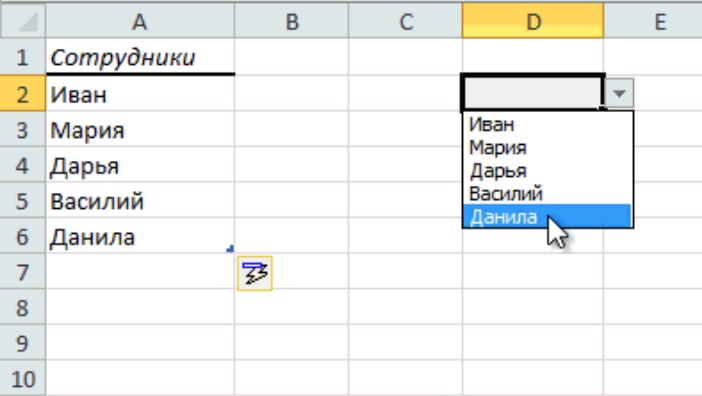 A B C D E
1 Сотрудники
2 Иван
3 Мария
4 Дарья
5 Василий
6 Данила
7
8
9
10
Иван
Мария
Дарья
Василий
Данила